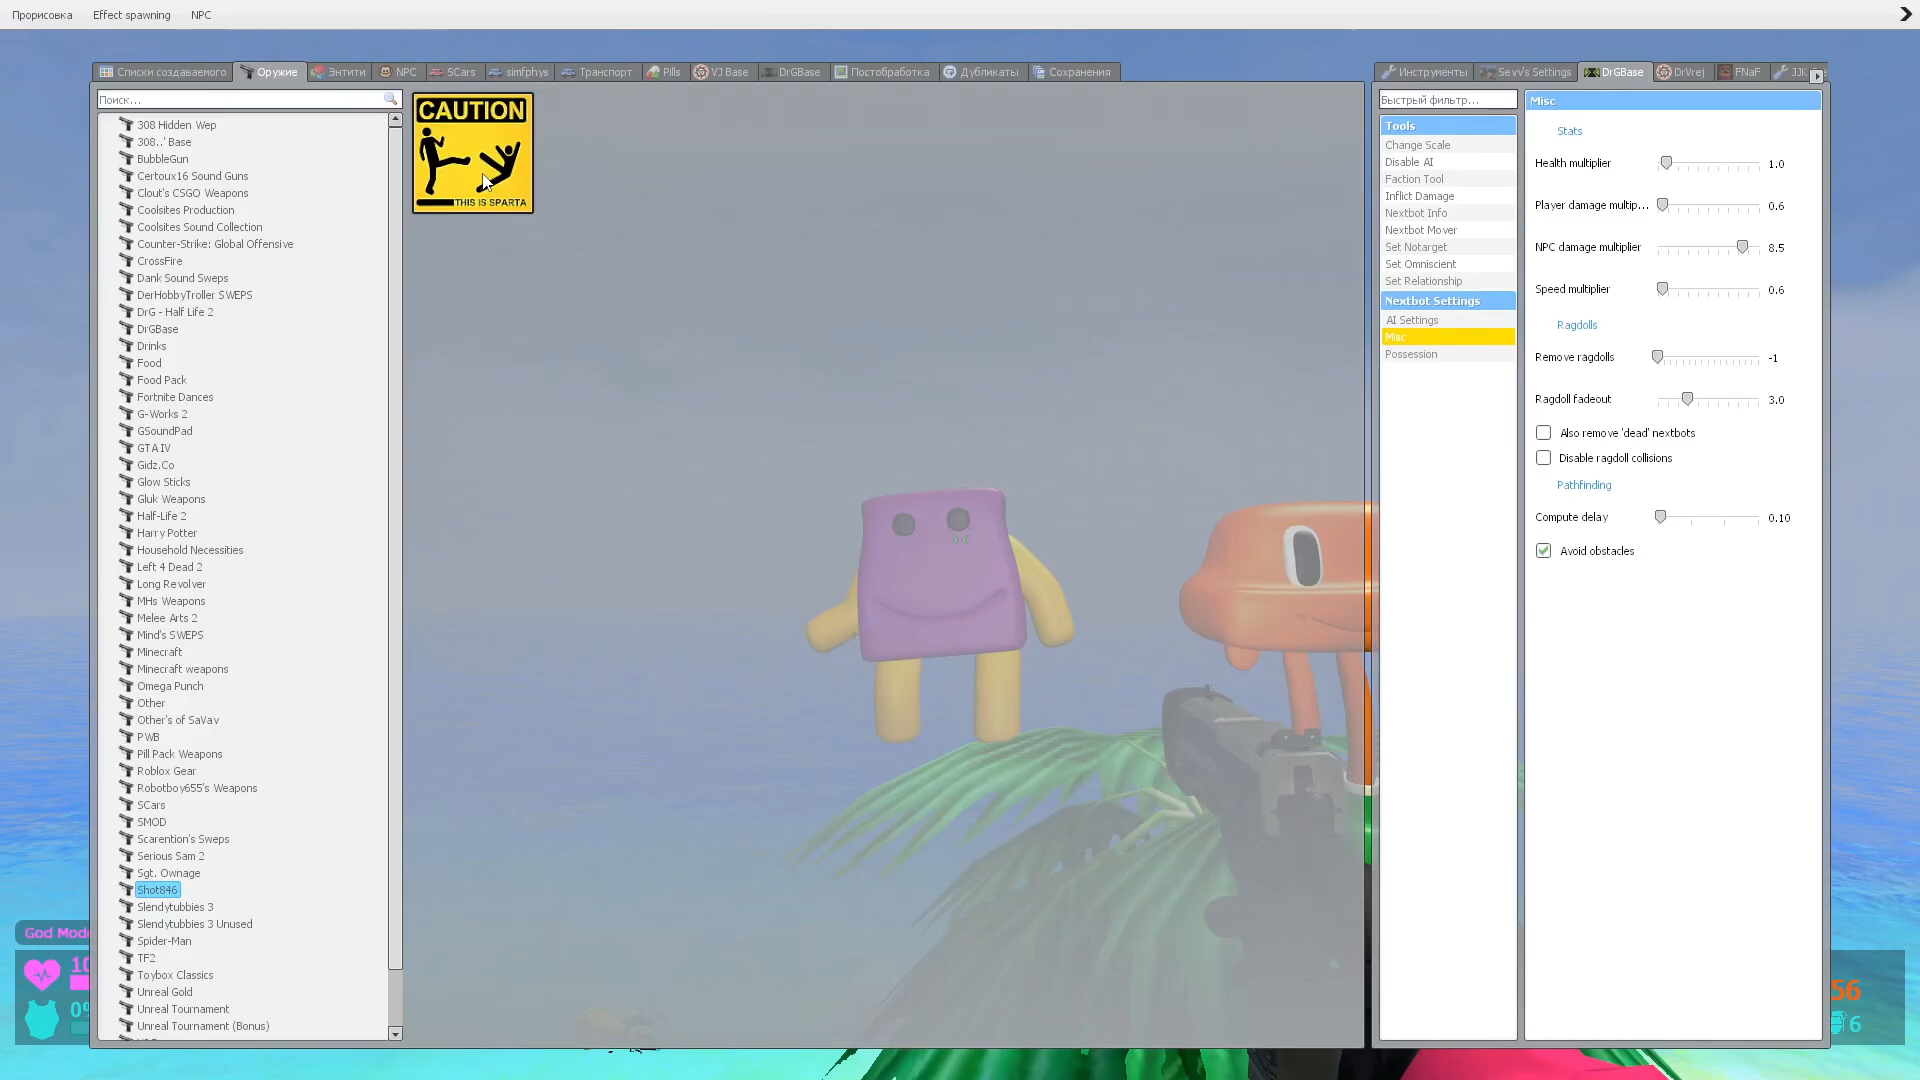 Прорисовка Effect spawning NPC
Списки создаваемого Оружие Энтити NPC SCars simfphys Транспорт Pills VJ Base DrGBase Постобработка Дубликаты Сохранения
Инструменты Sevv's Settings DrGBase DrVrej FNaF
Поиск...
308 Hidden Wep
308..' Base
BubbleGun
Certoux16 Sound Guns
Clout's CSGO Weapons
Coolsites Production
Coolsites Sound Collection
Counter-Strike: Global Offensive
CrossFire
Dank Sound Sweps
DerHobbyTroller SWEPS
DrG - Half Life 2
DrGBase
Drinks
Food
Food Pack
Fortnite Dances
G-Works 2
GSoundPad
GTA IV
Gidz.Co
Glow Sticks
Gluk Weapons
Half-Life 2
Harry Potter
Household Necessities
Left 4 Dead 2
Long Revolver
MHs Weapons
Melee Arts 2
Mind's SWEPS
Minecraft
Minecraft weapons
Omega Punch
Other
Other's of SaVav
PWB
Pill Pack Weapons
Roblox Gear
Robotboy655's Weapons
SCars
SMOD
Scarention's Sweps
Serious Sam 2
Sgt. Ownage
Shot846
Slendytubbies 3
Slendytubbies 3 Unused
Spider-Man
TF2
Toybox Classics
Unreal Gold
Unreal Tournament
Unreal Tournament (Bonus)
CAUTION
THIS IS SPARTA
Быстрый фильтр...
Tools
Change Scale
Disable AI
Faction Tool
Inflict Damage
Nextbot Info
Nextbot Mover
Set Notarget
Set Omniscient
Set Relationship
Nextbot Settings
AI Settings
Misc
Possession
Misc
Stats
Health multiplier 1.0
Player damage multip... 0.6
NPC damage multiplier 8.5
Speed multiplier 0.6
Ragdolls
Remove ragdolls -1
Ragdoll fadeout 3.0
Also remove 'dead' nextbots
Disable ragdoll collisions
Pathfinding
Compute delay 0.10
Avoid obstacles
God Mode
10
0%
56
6